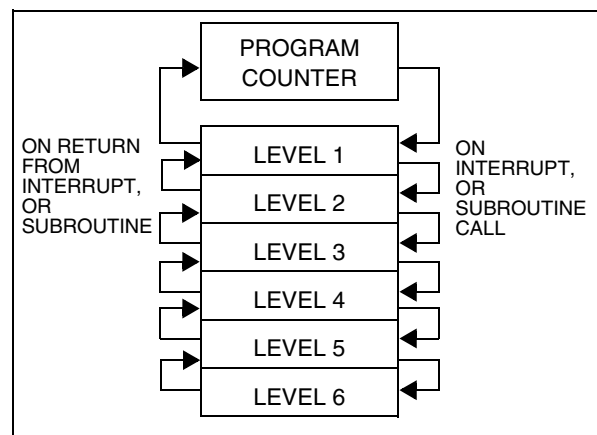 PROGRAM
COUNTER
ON RETURN
FROM
INTERRUPT,
OR
SUBROUTINE
LEVEL 1
LEVEL 2
LEVEL 3
LEVEL 4
LEVEL 5
LEVEL 6
ON
INTERRUPT,
OR
SUBROUTINE
CALL